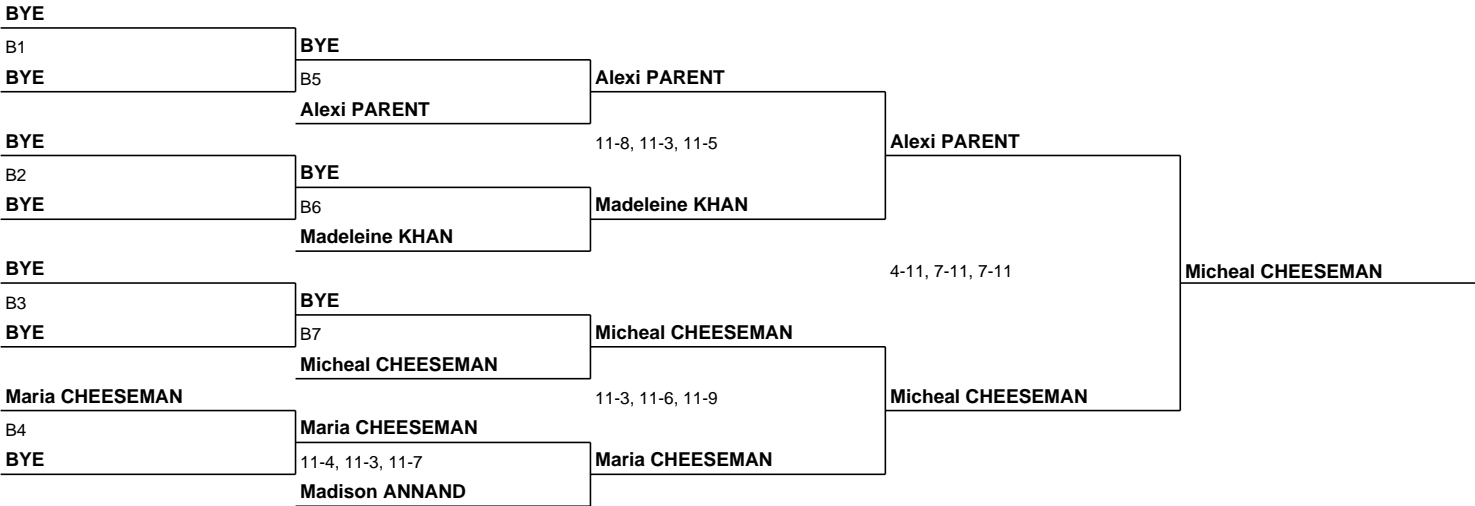 BYE
B1
BYE
BYE
B5
Alexi PARENT
BYE
B2
BYE
BYE
B6
Madeleine KHAN
Alexi PARENT
11-8, 11-3, 11-5
Madeleine KHAN
BYE
B3
BYE
BYE
B7
Micheal CHEESEMAN
Maria CHEESEMAN
B4
BYE
Maria CHEESEMAN
11-4, 11-3, 11-7
Madison ANNAND
Micheal CHEESEMAN
11-3, 11-6, 11-9
Maria CHEESEMAN
Alexi PARENT
4-11, 7-11, 7-11
Micheal CHEESEMAN
Micheal CHEESEMAN